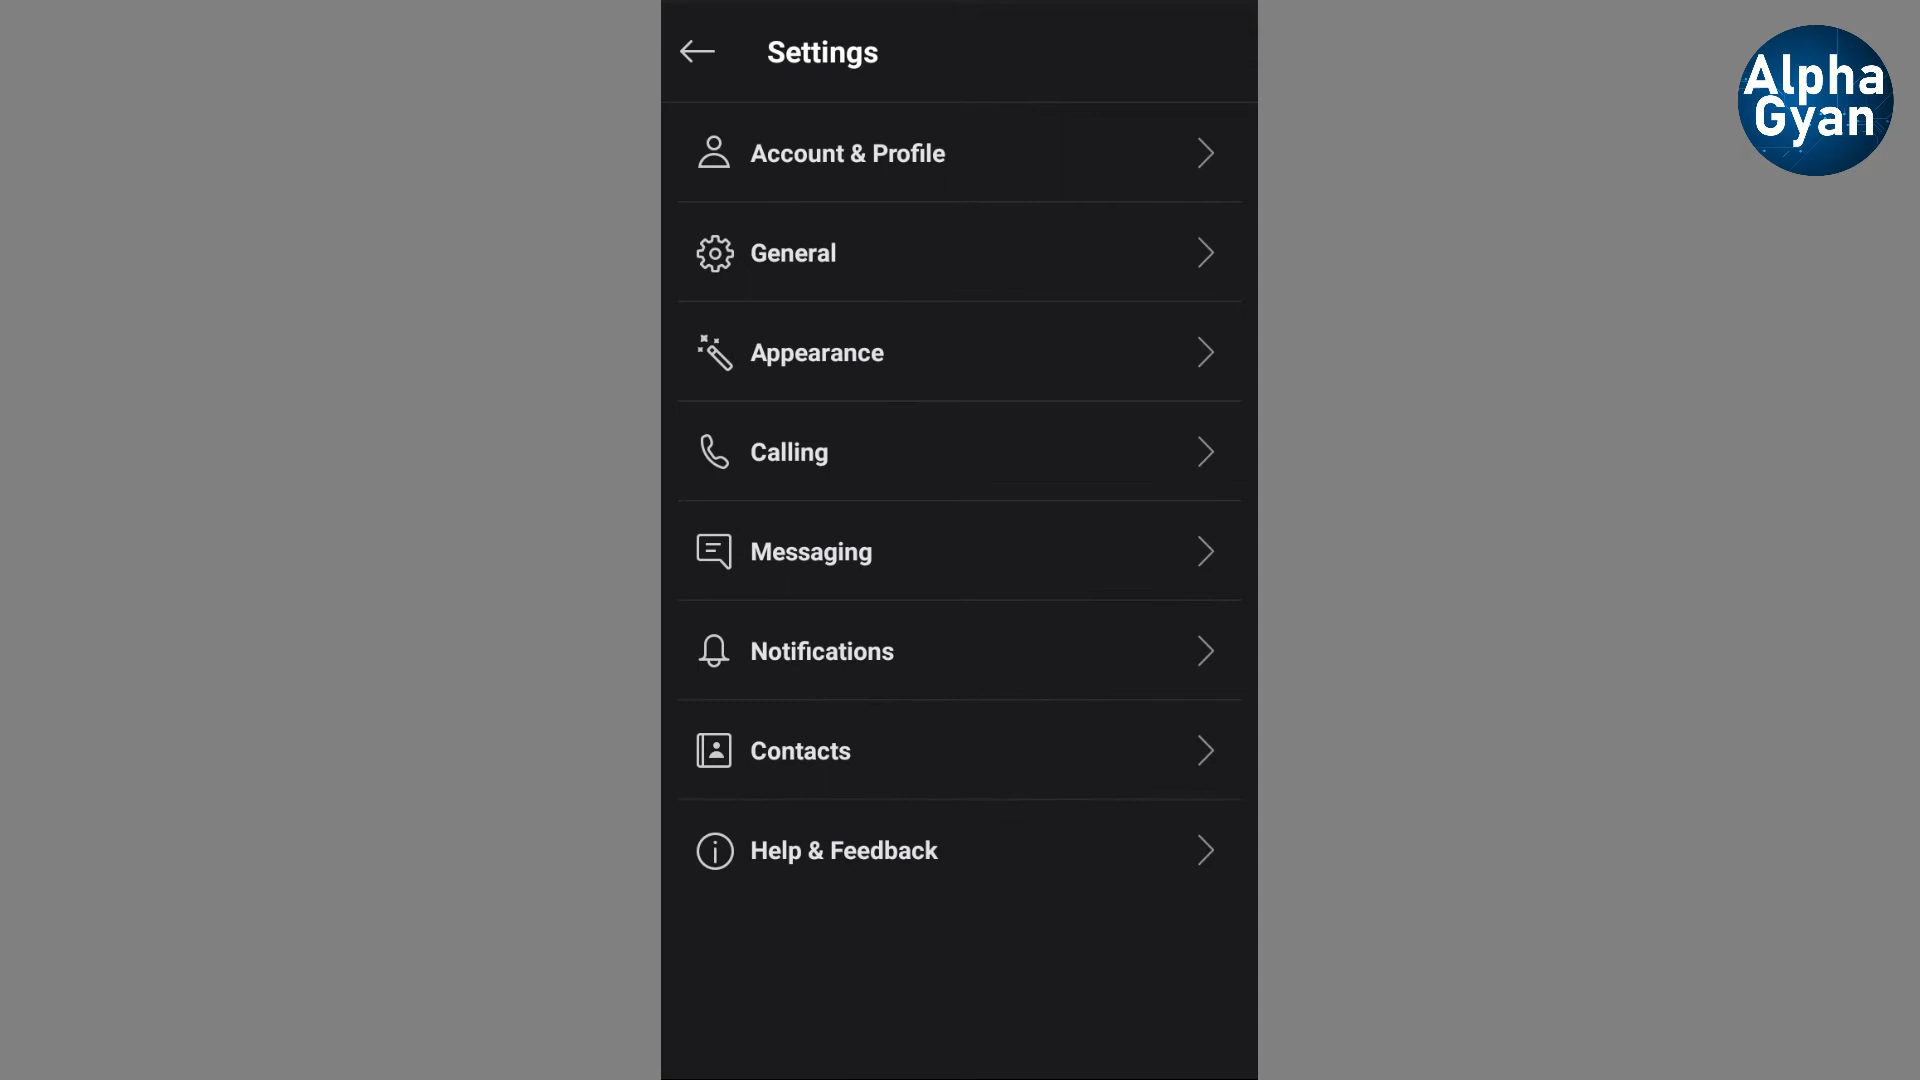 Settings
Account & Profile
General
Appearance
Calling
Messaging
Notifications
Contacts
Help & Feedback
Alpha
Gyan